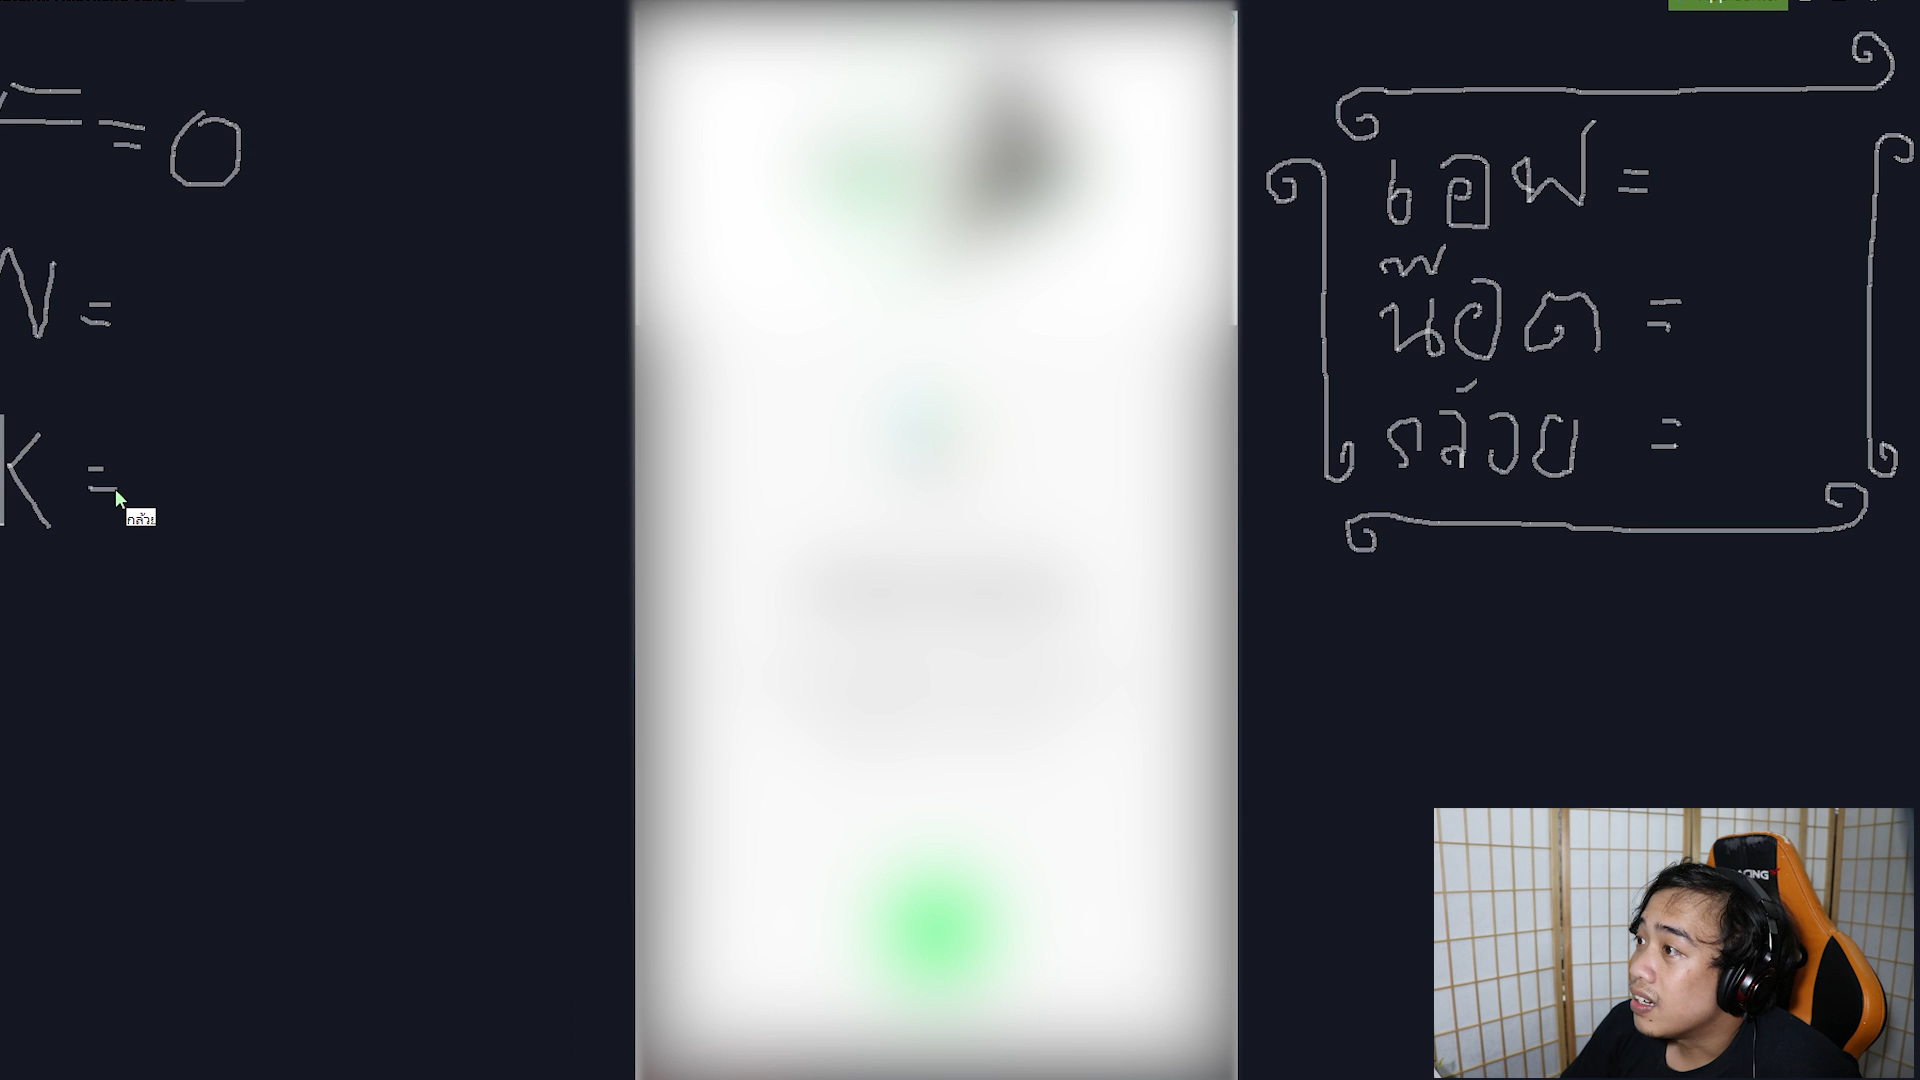 = 0
N =
K =
กล้วย
เอฟ =
น็อต =
กล้วย =